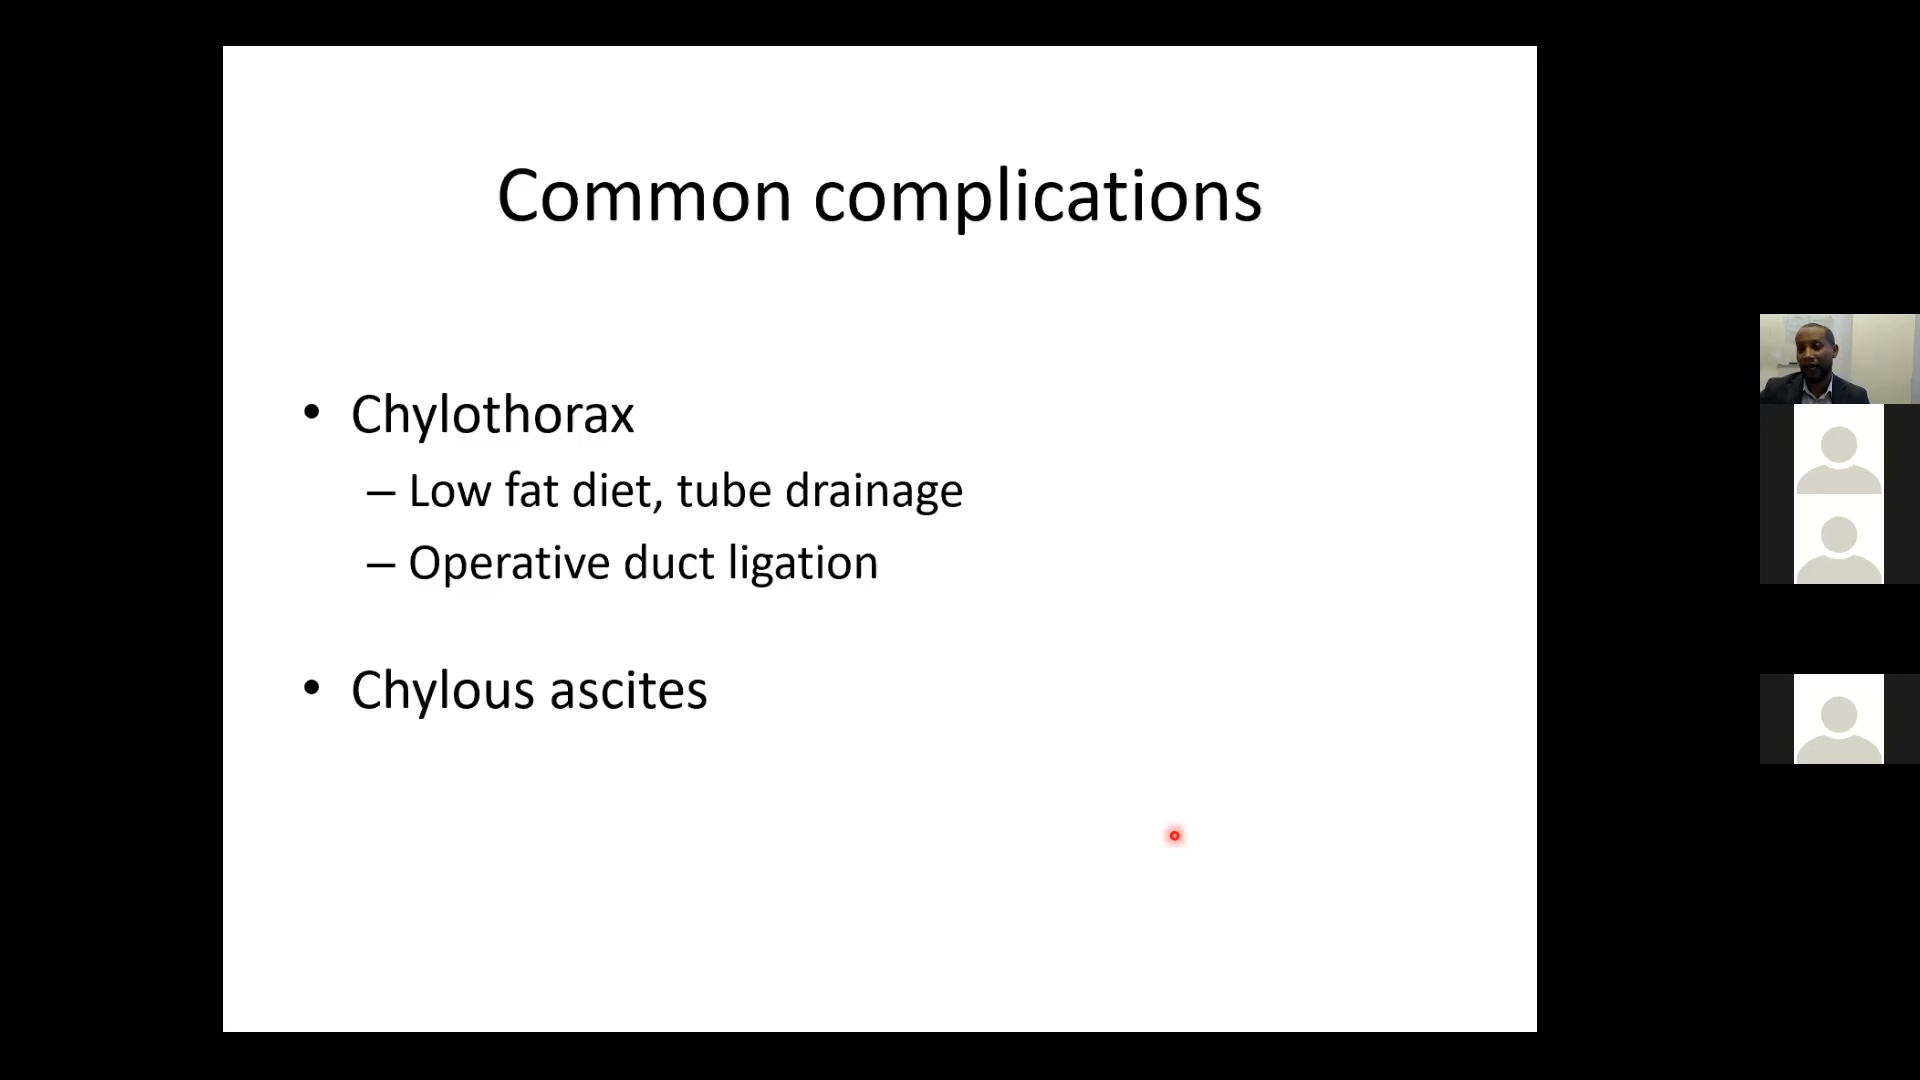 Common complications
• Chylothorax
– Low fat diet, tube drainage
– Operative duct ligation
• Chylous ascites